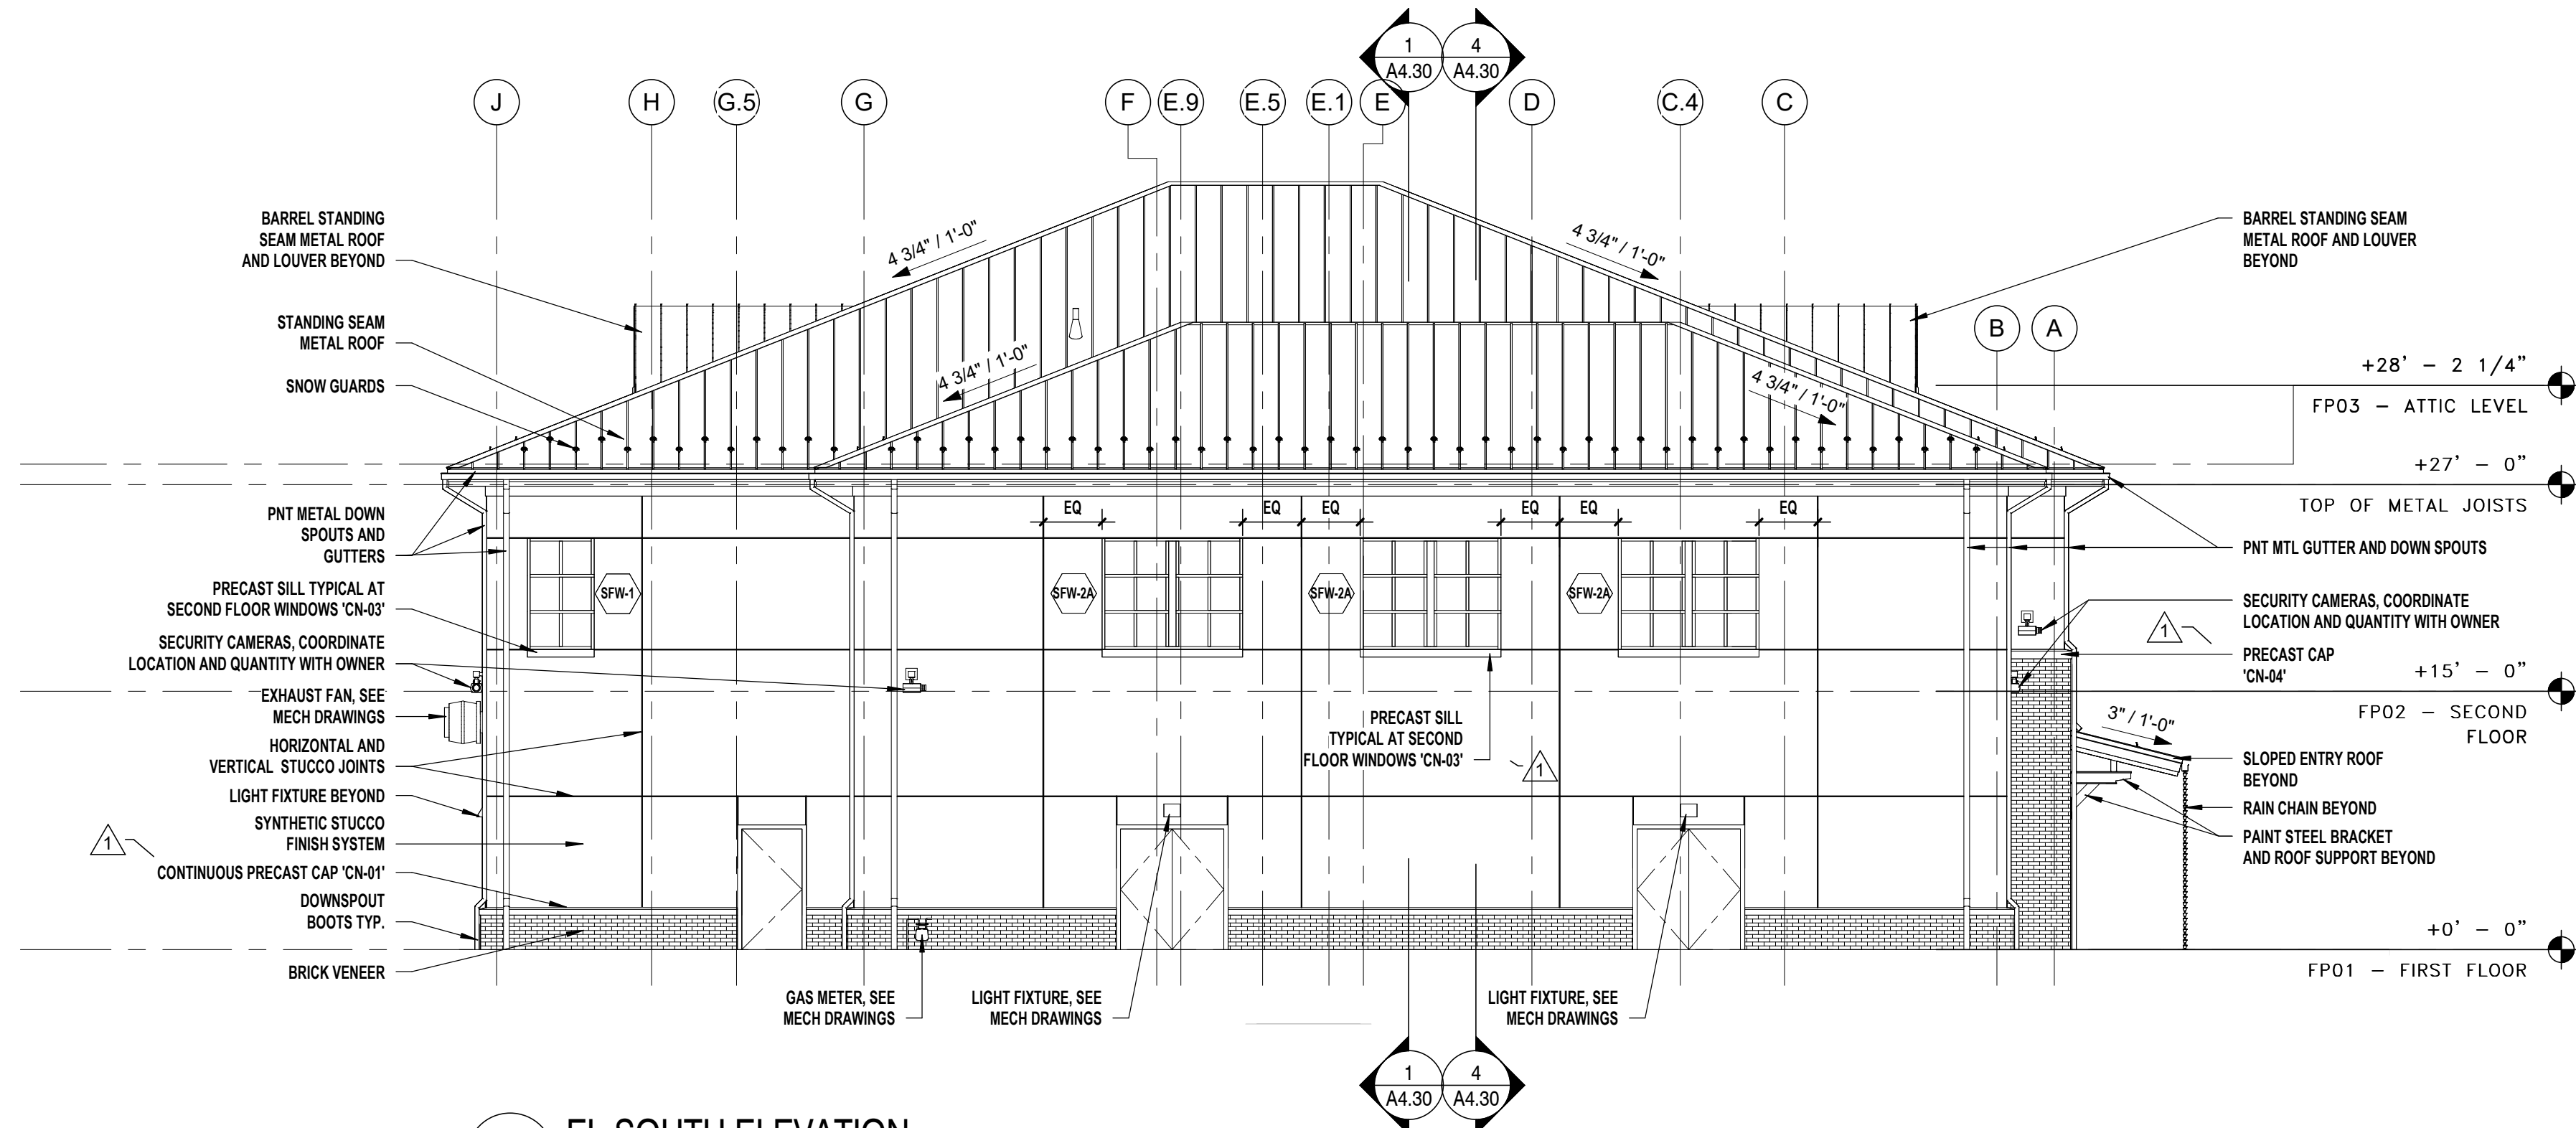 1
A4.30
4
A4.30
J
H
G.5
G
F
E.9
E.5
E.1
E
D
C.4
C
B
A
BARREL STANDING
SEAM METAL ROOF
AND LOUVER BEYOND
STANDING SEAM
METAL ROOF
SNOW GUARDS
PNT METAL DOWN
SPOUTS AND
GUTTERS
PRECAST SILL TYPICAL AT
SECOND FLOOR WINDOWS 'CN-03'
SECURITY CAMERAS, COORDINATE
LOCATION AND QUANTITY WITH OWNER
EXHAUST FAN, SEE
MECH DRAWINGS
HORIZONTAL AND
VERTICAL STUCCO JOINTS
LIGHT FIXTURE BEYOND
SYNTHETIC STUCCO
FINISH SYSTEM
1
CONTINUOUS PRECAST CAP 'CN-01'
DOWNSPOUT
BOOTS TYP.
BRICK VENEER
4 3/4" / 1'-0"
4 3/4" / 1'-0"
4 3/4" / 1'-0"
4 3/4" / 1'-0"
EQ
EQ
EQ
EQ
EQ
EQ
SFW-1
SFW-2A
SFW-2A
SFW-2A
PRECAST SILL
TYPICAL AT SECOND
FLOOR WINDOWS 'CN-03'
1
GAS METER, SEE
MECH DRAWINGS
LIGHT FIXTURE, SEE
MECH DRAWINGS
LIGHT FIXTURE, SEE
MECH DRAWINGS
BARREL STANDING SEAM
METAL ROOF AND LOUVER
BEYOND
+28' - 2 1/4"
FP03 - ATTIC LEVEL
+27' - 0"
TOP OF METAL JOISTS
PNT MTL GUTTER AND DOWN SPOUTS
SECURITY CAMERAS, COORDINATE
LOCATION AND QUANTITY WITH OWNER
1
PRECAST CAP
'CN-04'
+15' - 0"
FP02 - SECOND
FLOOR
3" / 1'-0"
SLOPED ENTRY ROOF
BEYOND
RAIN CHAIN BEYOND
PAINT STEEL BRACKET
AND ROOF SUPPORT BEYOND
+0' - 0"
FP01 - FIRST FLOOR
1
A4.30
4
A4.30
EL SOUTH ELEVATION